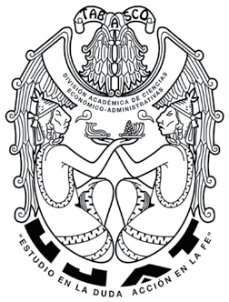 TABASCO
DIVISIÓN ACADÉMICA DE CIENCIAS
ECONÓMICO-ADMINISTRATIVAS
UJAT
"ESTUDIO EN LA DUDA ACCIÓN EN LA FE"